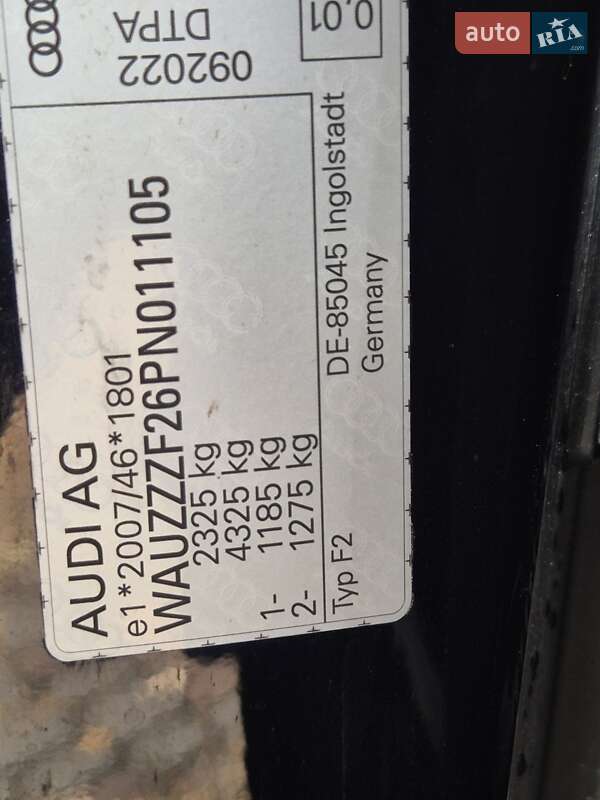 AUDI AG
e1*2007/46*1801
WAUZZZF26PN011105
2325 kg
4325 kg
1- 1185 kg
2- 1275 kg
Typ F2
DE-85045 Ingolstadt
Germany
092022
DTPA
0,01
auto RIA.com